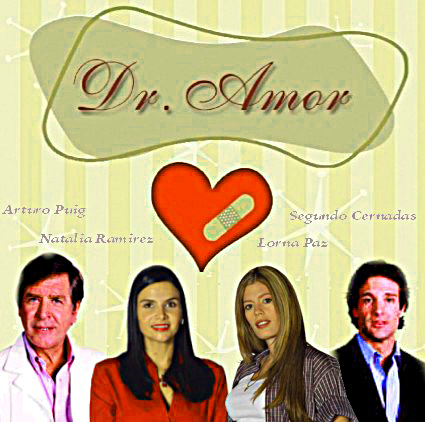 Dr. Amor
Arturo Puig
Segundo Cernadas
Natalia Ramirez
Lorna Paz